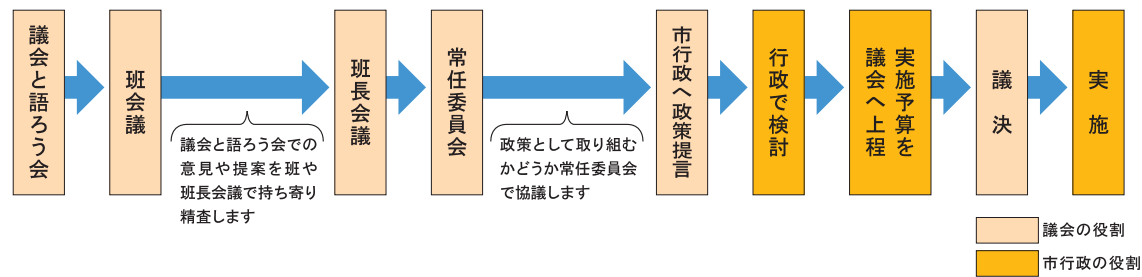 議会と語ろう会
班会議
議会と語ろう会での
意見や提案を班や
班長会議で持ち寄り
精査します
班長会議
常任委員会
政策として取り組む
かどうか常任委員会
で協議します
市行政へ政策提言
行政で検討
実施予算を
議会へ上程
議決
実施
議会の役割
市行政の役割